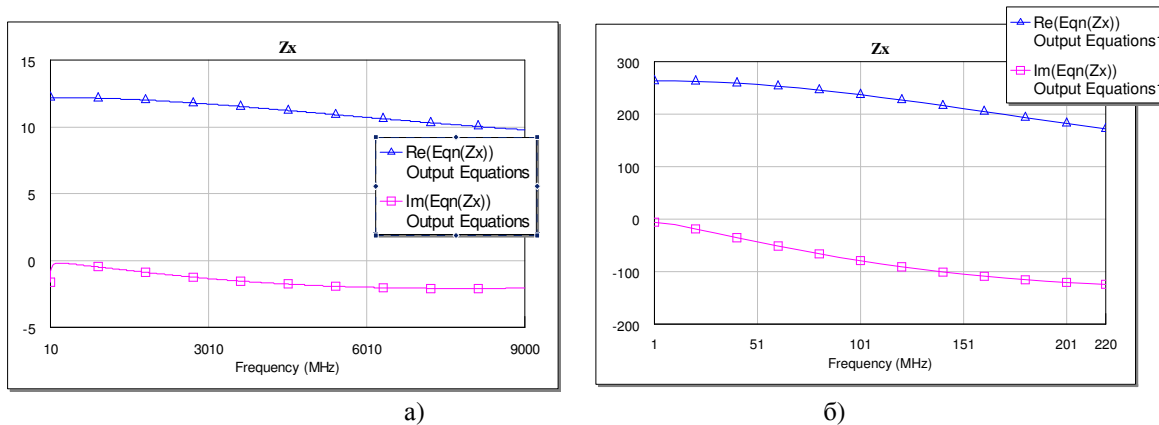 Zx
15
10
5
0
-5
Re(Eqn(Zx))
Output Equations
Im(Eqn(Zx))
Output Equations
10 3010 6010 9000
Frequency (MHz)
а)
Zx
Re(Eqn(Zx))
Output Equations
Im(Eqn(Zx))
Output Equations
300
200
100
0
-100
-200
1 51 101 151 201 220
Frequency (MHz)
б)